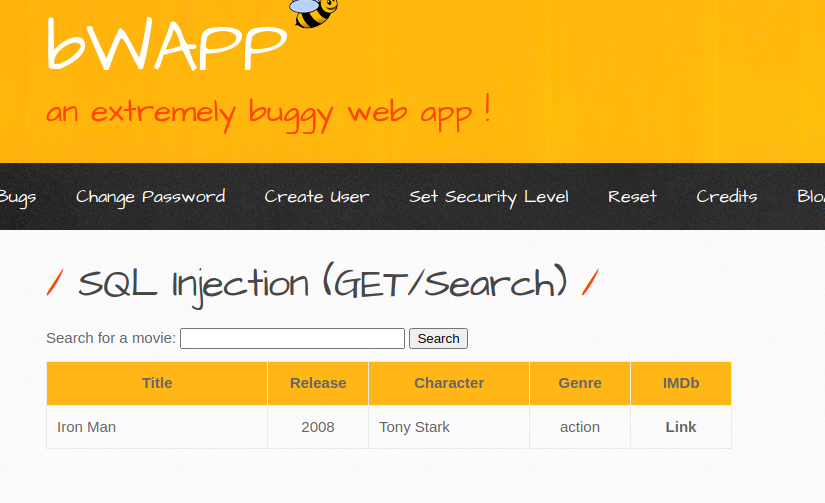 bWAPP
an extremely buggy web app !
Bugs Change Password Create User Set Security Level Reset Credits
/ SQL Injection (GET/Search) /
Search for a movie: Search
Title Release Character Genre IMDb
Iron Man 2008 Tony Stark action Link